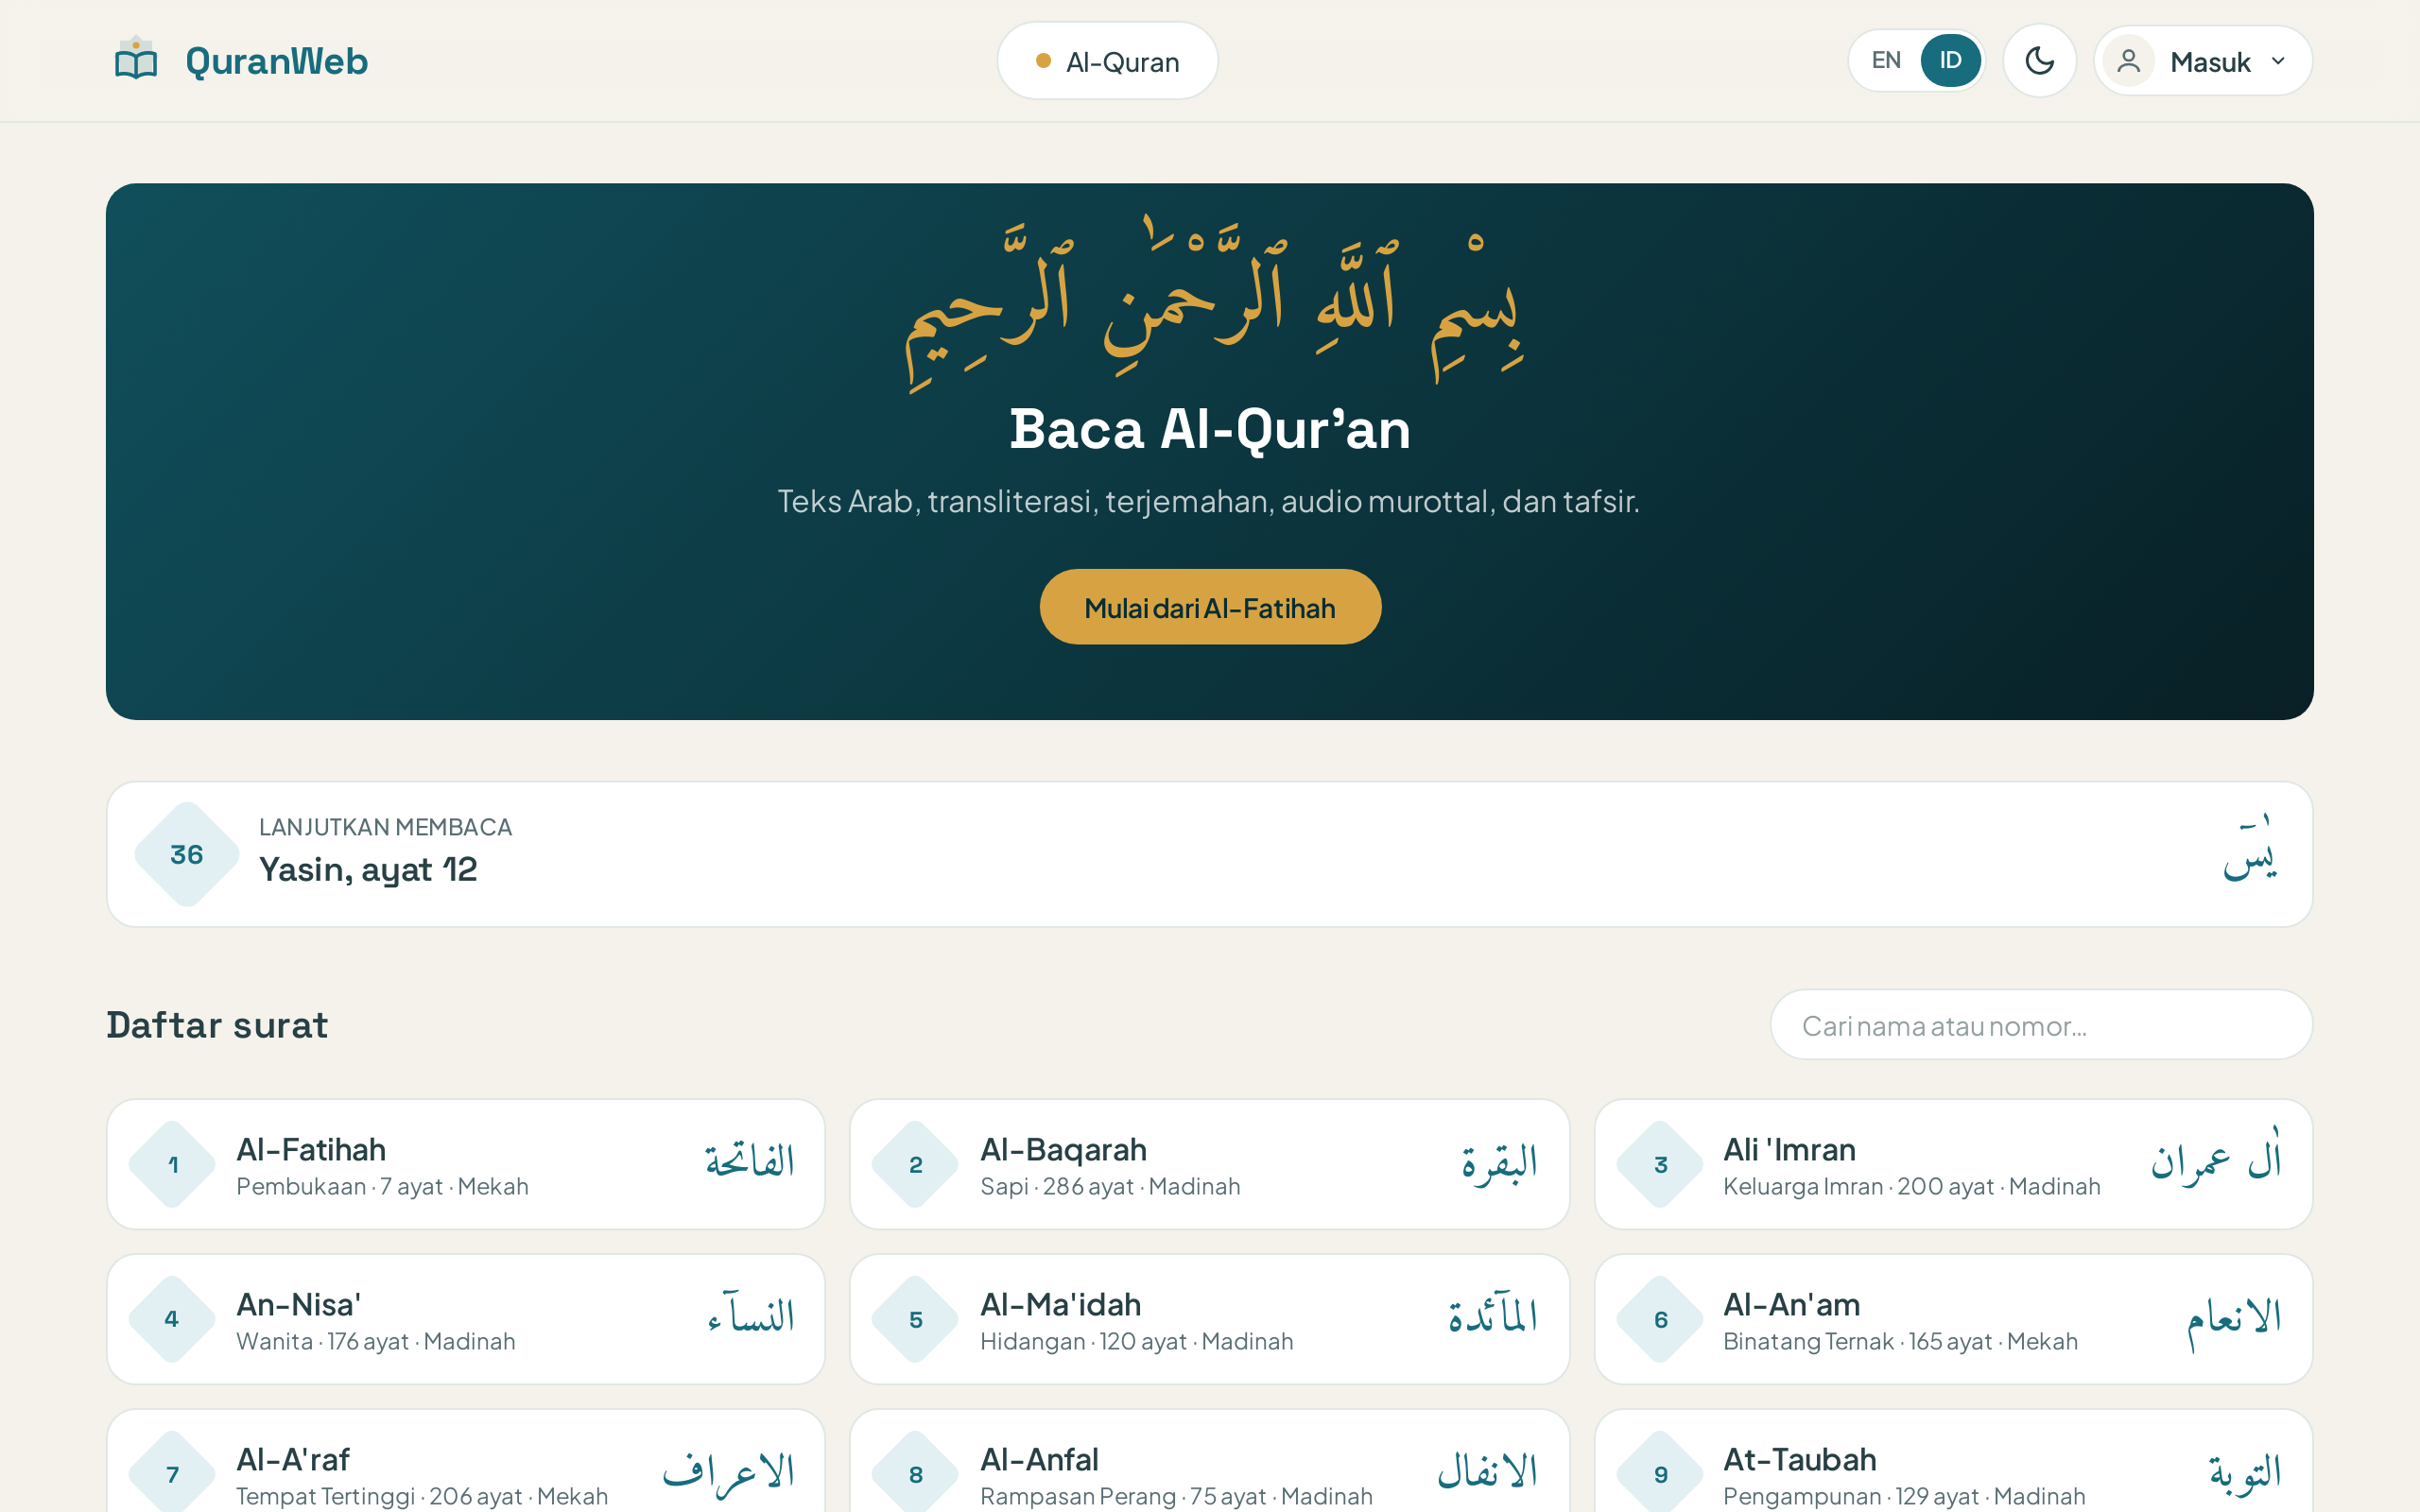 QuranWeb
Al-Quran
EN ID
Masuk
بِسْمِ ٱللَّهِ ٱلرَّحْمَٰنِ ٱلرَّحِيمِ
Baca Al-Qur’an
Teks Arab, transliterasi, terjemahan, audio murottal, dan tafsir.
Mulai dari Al-Fatihah
36
LANJUTKAN MEMBACA
Yasin, ayat 12
يٰسۤ
Daftar surat
Cari nama atau nomor…
1
Al-Fatihah
Pembukaan · 7 ayat · Mekah
الفاتحة
2
Al-Baqarah
Sapi · 286 ayat · Madinah
البقرة
3
Ali 'Imran
Keluarga Imran · 200 ayat · Madinah
اٰل عمران
4
An-Nisa'
Wanita · 176 ayat · Madinah
النساۤء
5
Al-Ma'idah
Hidangan · 120 ayat · Madinah
الماۤئدة
6
Al-An'am
Binatang Ternak · 165 ayat · Mekah
الانعام
7
Al-A'raf
Tempat Tertinggi · 206 ayat · Mekah
الاعراف
8
Al-Anfal
Rampasan Perang · 75 ayat · Madinah
الانفال
9
At-Taubah
Pengampunan · 129 ayat · Madinah
التوبة